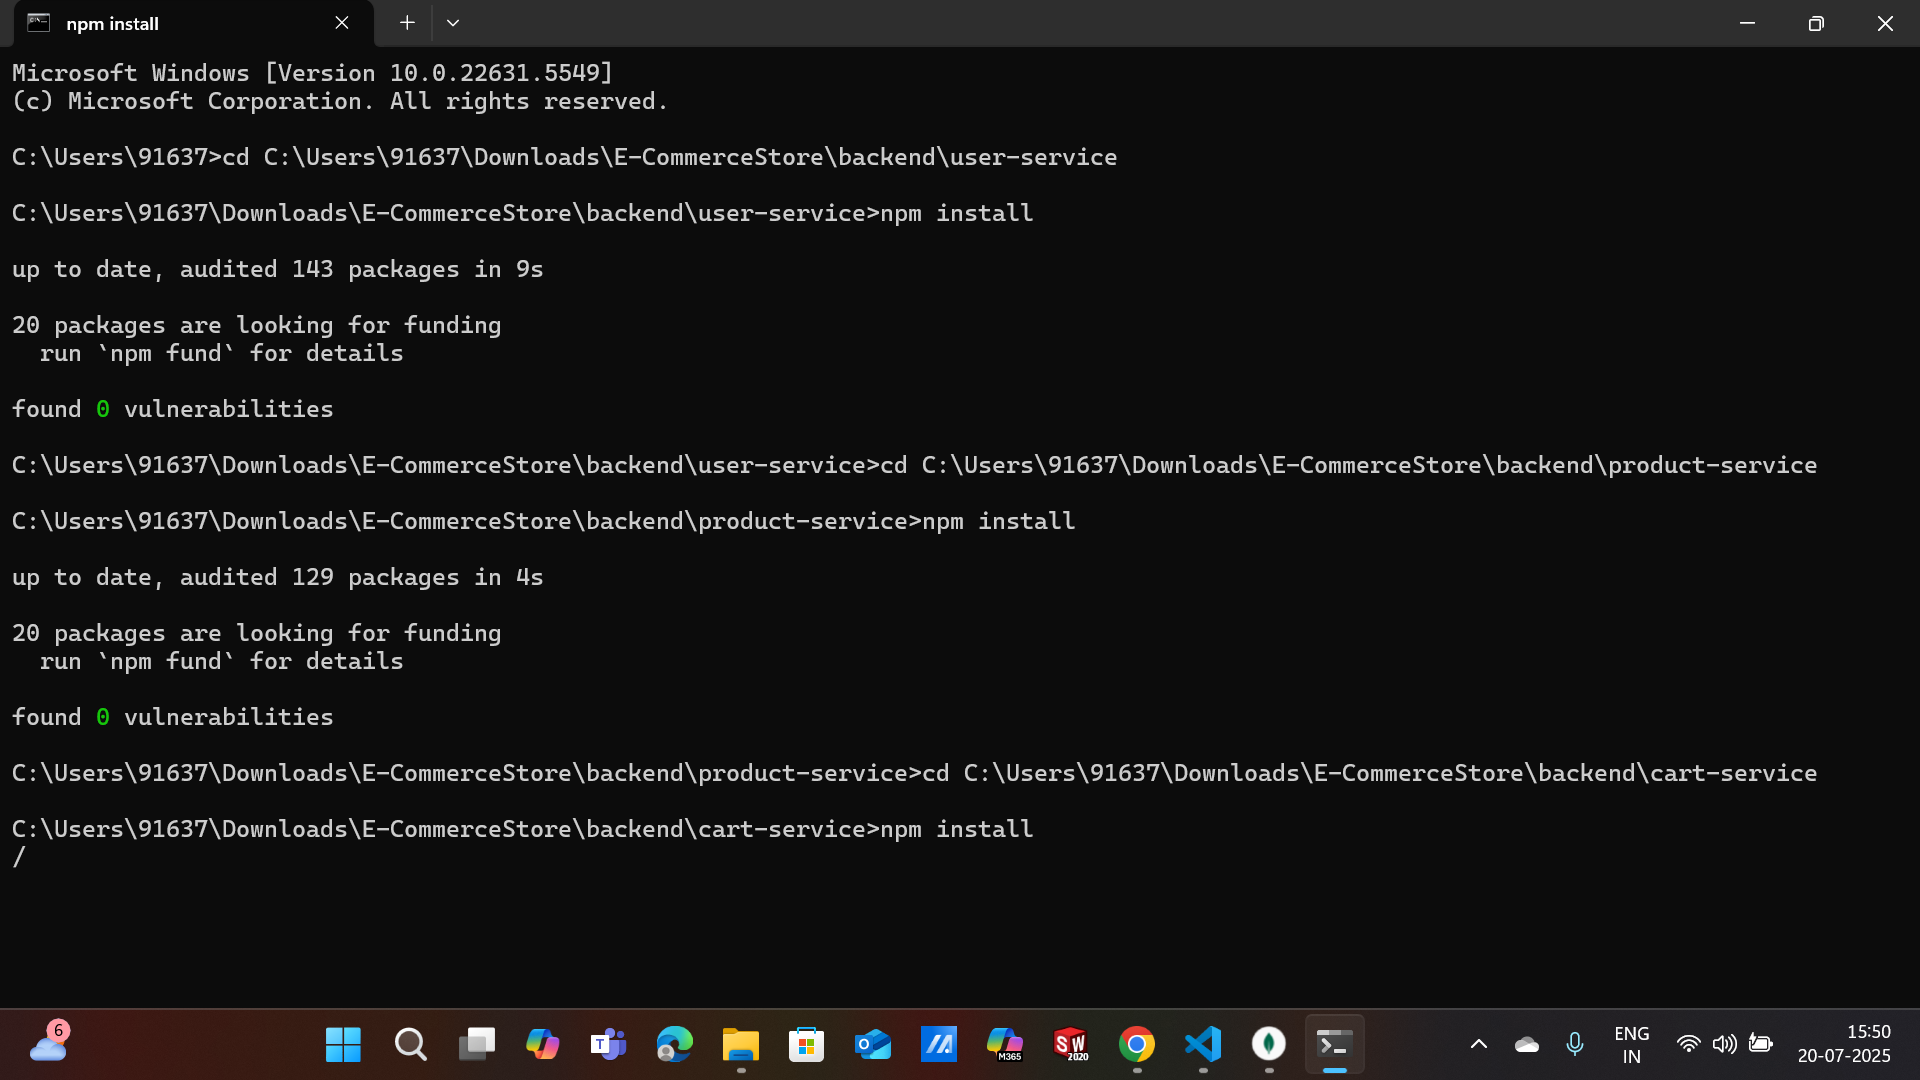 npm install
Microsoft Windows [Version 10.0.22631.5549]
(c) Microsoft Corporation. All rights reserved.
C:\Users\91637>cd C:\Users\91637\Downloads\E-CommerceStore\backend\user-service
C:\Users\91637\Downloads\E-CommerceStore\backend\user-service>npm install
up to date, audited 143 packages in 9s
20 packages are looking for funding
  run `npm fund` for details
found 0 vulnerabilities
C:\Users\91637\Downloads\E-CommerceStore\backend\user-service>cd C:\Users\91637\Downloads\E-CommerceStore\backend\product-service
C:\Users\91637\Downloads\E-CommerceStore\backend\product-service>npm install
up to date, audited 129 packages in 4s
20 packages are looking for funding
  run `npm fund` for details
found 0 vulnerabilities
C:\Users\91637\Downloads\E-CommerceStore\backend\product-service>cd C:\Users\91637\Downloads\E-CommerceStore\backend\cart-service
C:\Users\91637\Downloads\E-CommerceStore\backend\cart-service>npm install
/
6
T
O
M365
SW
2020
ENG
IN
15:50
20-07-2025